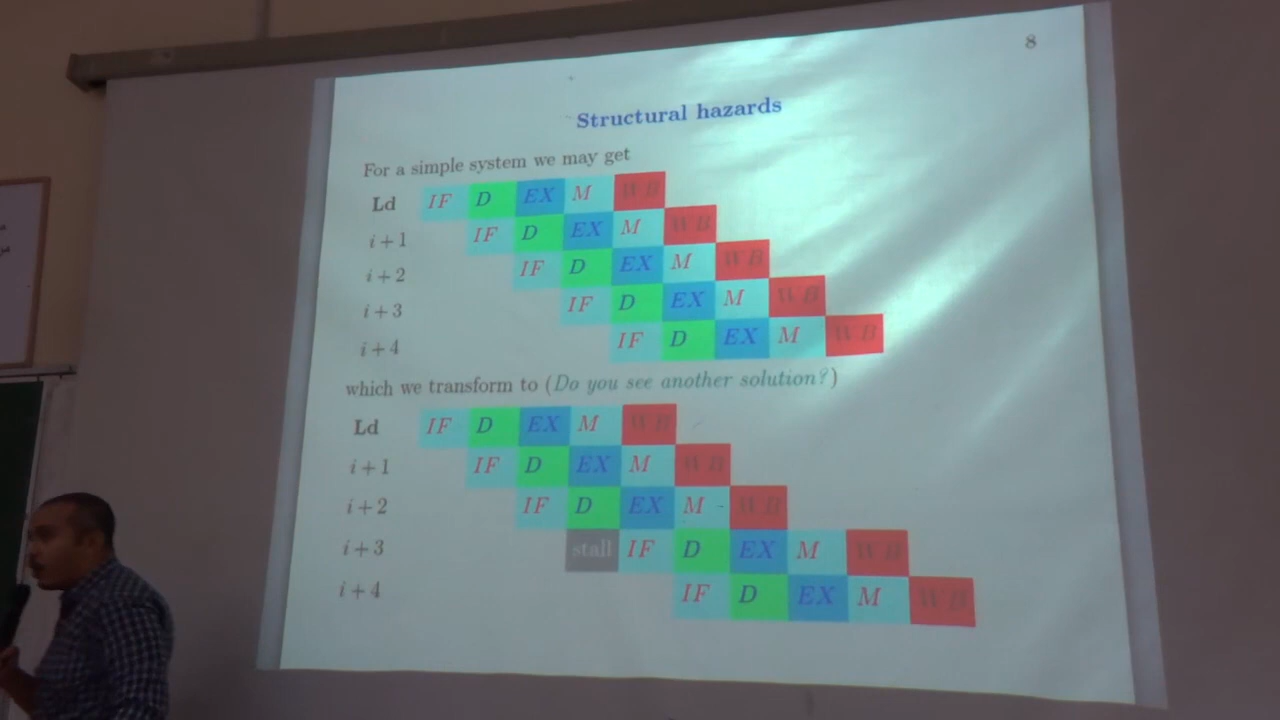 8
Structural hazards
For a simple system we may get
Ld IF D EX M WB
i + 1 IF D EX M WB
i + 2 IF D EX M WB
i + 3 IF D EX M WB
i + 4 IF D EX M WB
which we transform to (Do you see another solution?)
Ld IF D EX M WB
i + 1 IF D EX M WB
i + 2 IF D EX M WB
i + 3 stall IF D EX M WB
i + 4 IF D EX M WB